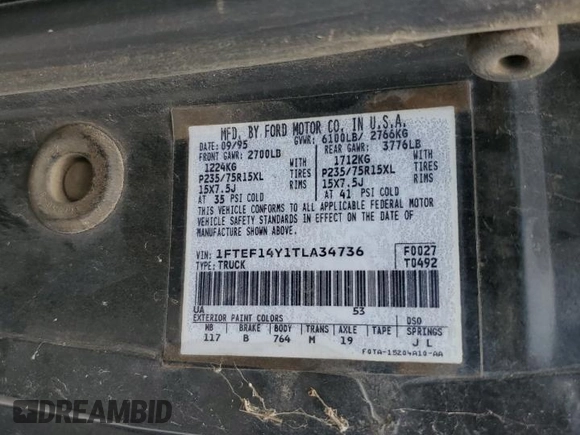 MFD. BY FORD MOTOR CO. IN U.S.A.
DATE: 09/95 GVWR: 6100LB/ 2766KG
FRONT GAWR: 2700LB REAR GAWR: 3776LB
1224KG WITH 1712KG WITH
P235/75R15XL TIRES P235/75R15XL TIRES
15X7.5J RIMS 15X7.5J RIMS
AT 35 PSI COLD AT 41 PSI COLD
THIS VEHICLE CONFORMS TO ALL APPLICABLE FEDERAL MOTOR
VEHICLE SAFETY STANDARDS IN EFFECT ON THE DATE OF
MANUFACTURE SHOWN ABOVE.
VIN: 1FTEF14Y1TLA34736 F0027
TYPE: TRUCK T0492
UA 53
EXTERIOR PAINT COLORS DSO
WB BRAKE BODY TRANS AXLE TAPE SPRINGS
117 B 764 M 19 J L
F0TA-15204A10-AA
DREAMBID